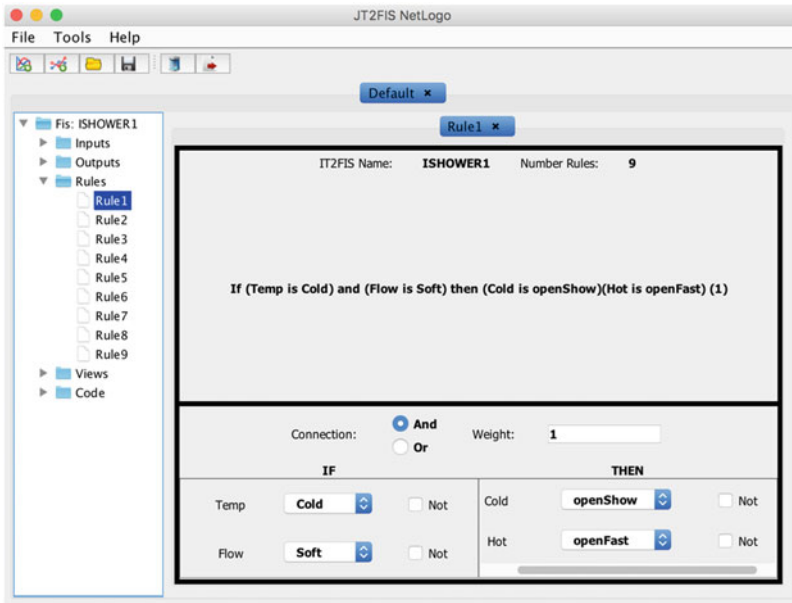 JT2FIS NetLogo
File Tools Help
Default ×
Fis: ISHOWER1
Inputs
Outputs
Rules
Rule1
Rule2
Rule3
Rule4
Rule5
Rule6
Rule7
Rule8
Rule9
Views
Code
Rule1 ×
IT2FIS Name: ISHOWER1 Number Rules: 9
If (Temp is Cold) and (Flow is Soft) then (Cold is openShow)(Hot is openFast) (1)
Connection: And
Or
Weight: 1
IF
THEN
Temp Cold Not
Flow Soft Not
Cold openShow Not
Hot openFast Not